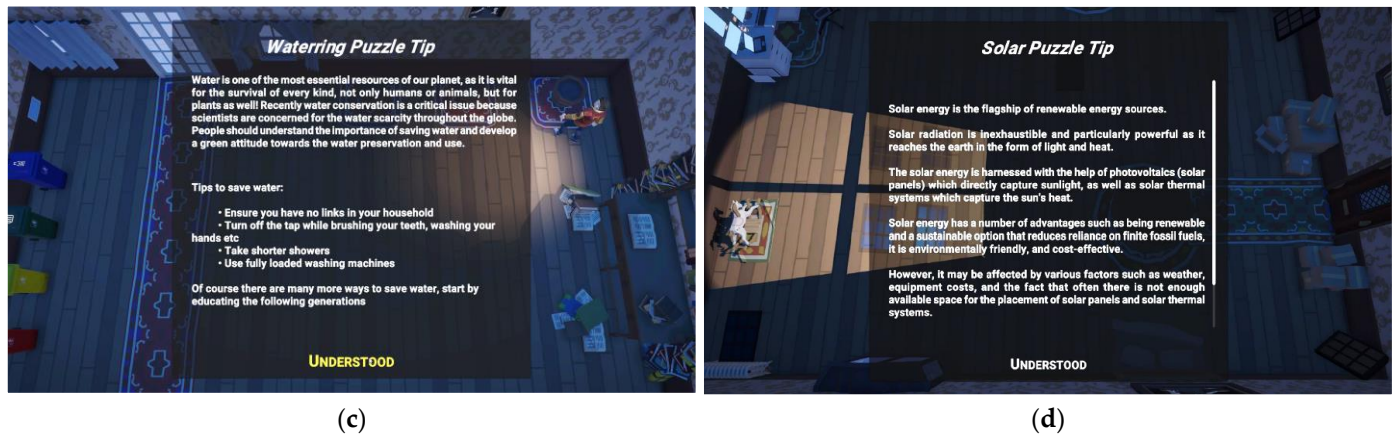 Waterring Puzzle Tip
Water is one of the most essential resources of our planet, as it is vital
for the survival of every kind, not only humans or animals, but for
plants as well! Recently water conservation is a critical issue because
scientists are concerned for the water scarcity throughout the globe.
People should understand the importance of saving water and develop
a green attitude towards the water preservation and use.
Tips to save water:
• Ensure you have no links in your household
• Turn off the tap while brushing your teeth, washing your
hands etc
• Take shorter showers
• Use fully loaded washing machines
Of course there are many more ways to save water, start by
educating the following generations
UNDERSTOOD
(c)
Solar Puzzle Tip
Solar energy is the flagship of renewable energy sources.
Solar radiation is inexhaustible and particularly powerful as it
reaches the earth in the form of light and heat.
The solar energy is harnessed with the help of photovoltaics (solar
panels) which directly capture sunlight, as well as solar thermal
systems which capture the sun's heat.
Solar energy has a number of advantages such as being renewable
and a sustainable option that reduces reliance on finite fossil fuels,
it is environmentally friendly, and cost-effective.
However, it may be affected by various factors such as weather,
equipment costs, and the fact that often there is not enough
available space for the placement of solar panels and solar thermal
systems.
UNDERSTOOD
(d)